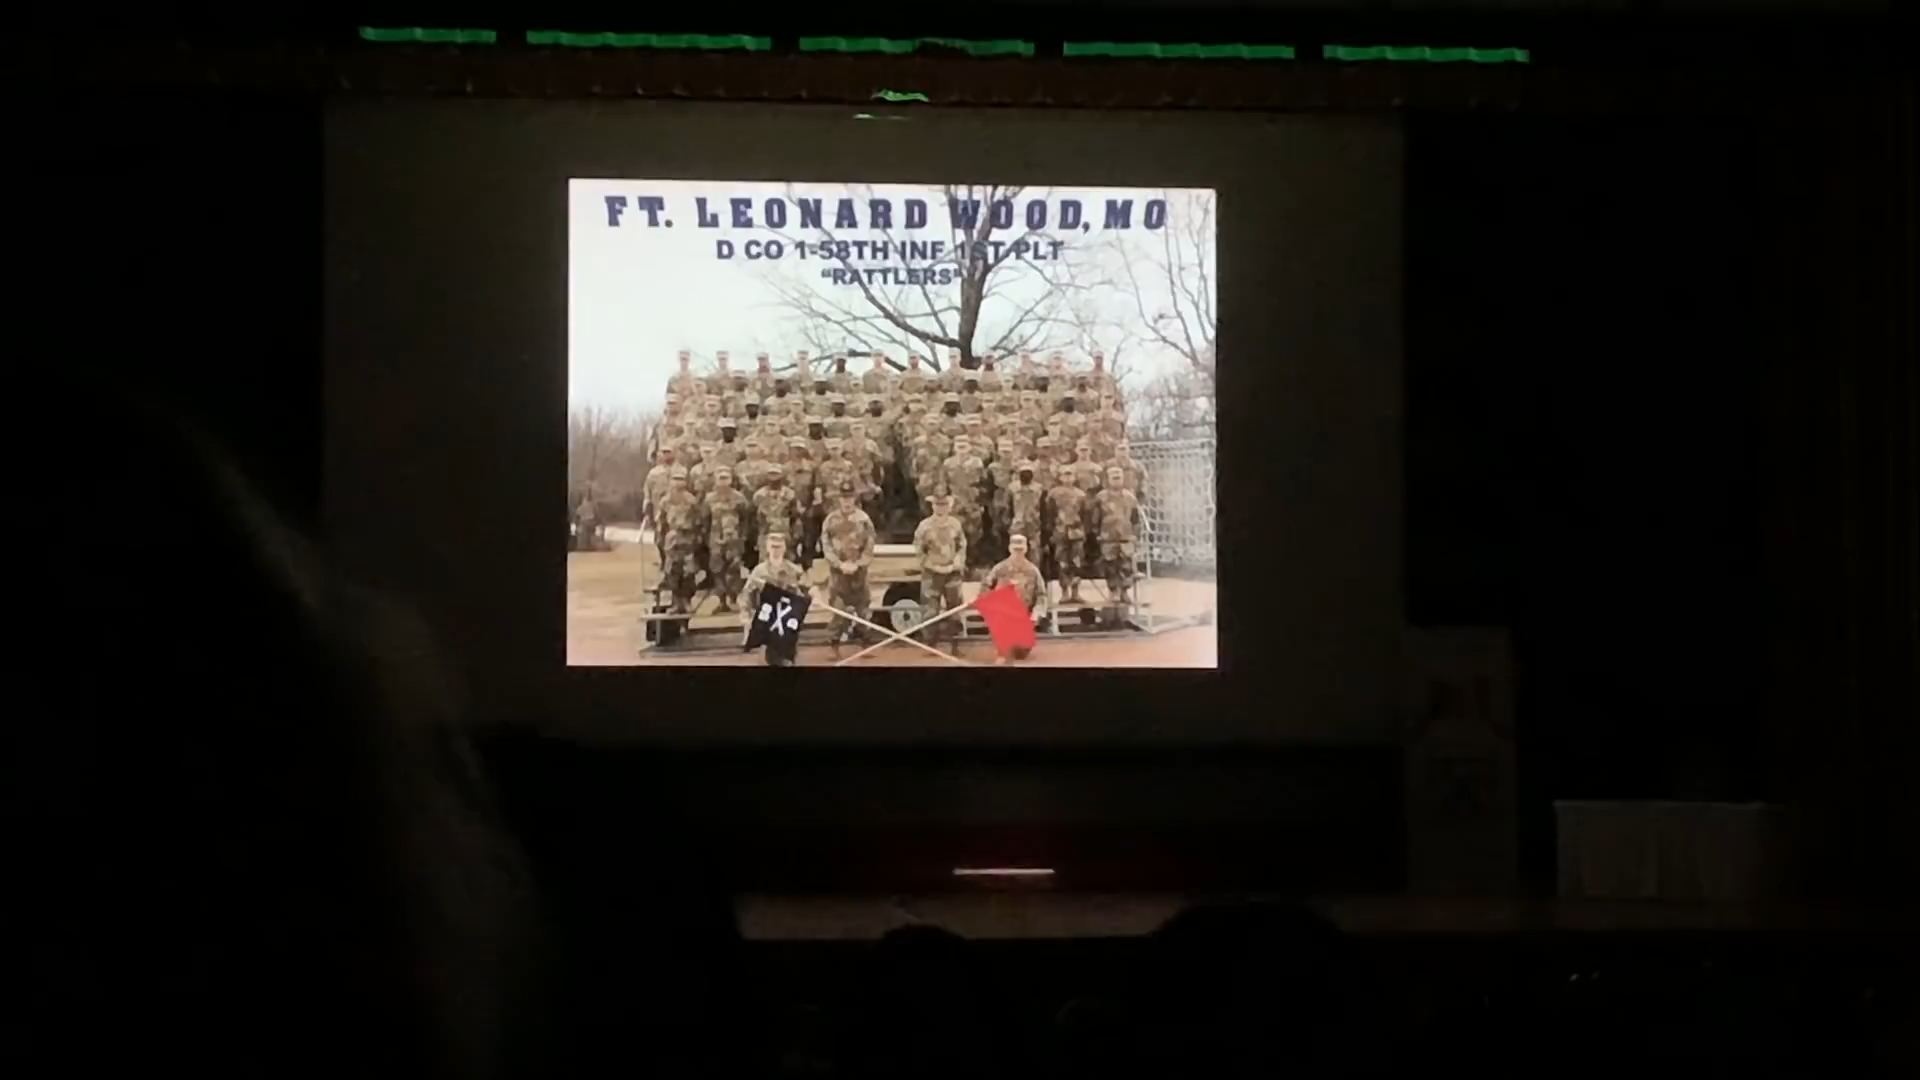 FT. LEONARD WOOD, MO
D CO 1-58TH INF 1ST PLT
“RATTLERS”